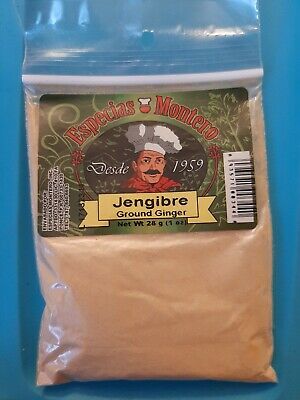 Especias Montero
Desde 1959
Jengibre
Ground Ginger
Net Wt 28 g (1 oz)